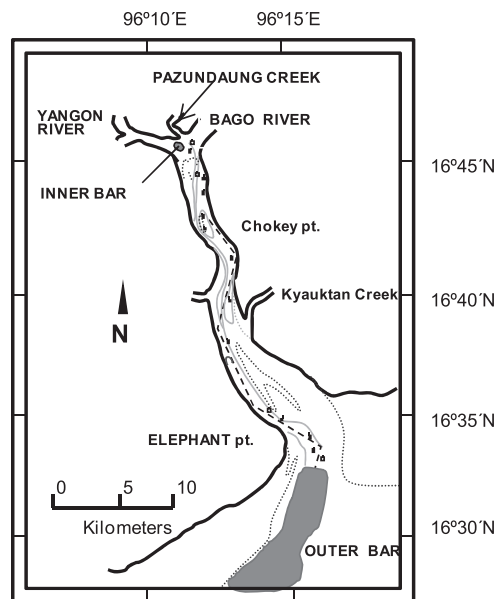 96º10´E
96º15´E
PAZUNDAUNG CREEK
YANGON
RIVER
BAGO RIVER
16º45´N
INNER BAR
Chokey pt.
Kyauktan Creek
16º40´N
N
16º35´N
ELEPHANT pt.
0 5 10
Kilometers
16º30´N
OUTER BAR